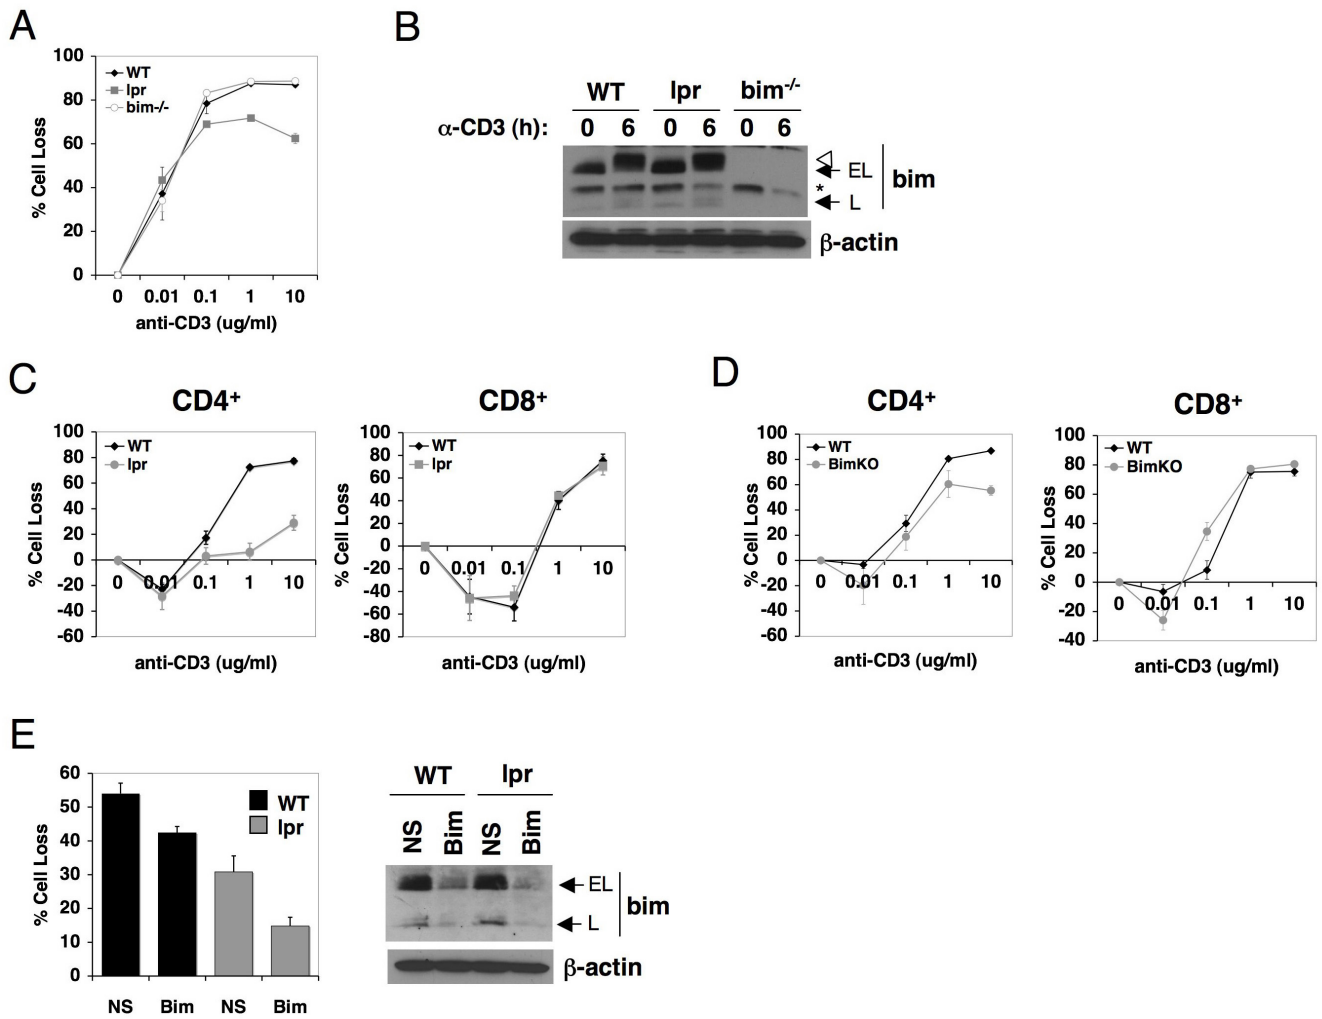 A
100
80
60
40
20
0
% Cell Loss
WT
lpr
bim-/-
0 0.01 0.1 1 10
anti-CD3 (ug/ml)
B
WT lpr bim-/-
α-CD3 (h): 0 6 0 6 0 6
EL
*
L
bim
β-actin
C
CD4+
100
80
60
40
20
0
-20
-40
-60
% Cell Loss
WT
lpr
0 0.01 0.1 1 10
anti-CD3 (ug/ml)
CD8+
100
80
60
40
20
0
-20
-40
-60
-80
% Cell Loss
WT
lpr
0 0.01 0.1 1 10
anti-CD3 (ug/ml)
D
CD4+
100
80
60
40
20
0
-20
-40
-60
% Cell Loss
WT
BimKO
0 0.01 0.1 1 10
anti-CD3 (ug/ml)
CD8+
100
80
60
40
20
0
-20
-40
% Cell Loss
WT
BimKO
0 0.01 0.1 1 10
anti-CD3 (ug/ml)
E
60
50
40
30
20
10
0
% Cell Loss
WT
lpr
NS Bim NS Bim
WT lpr
NS Bim NS Bim
EL
L
bim
β-actin